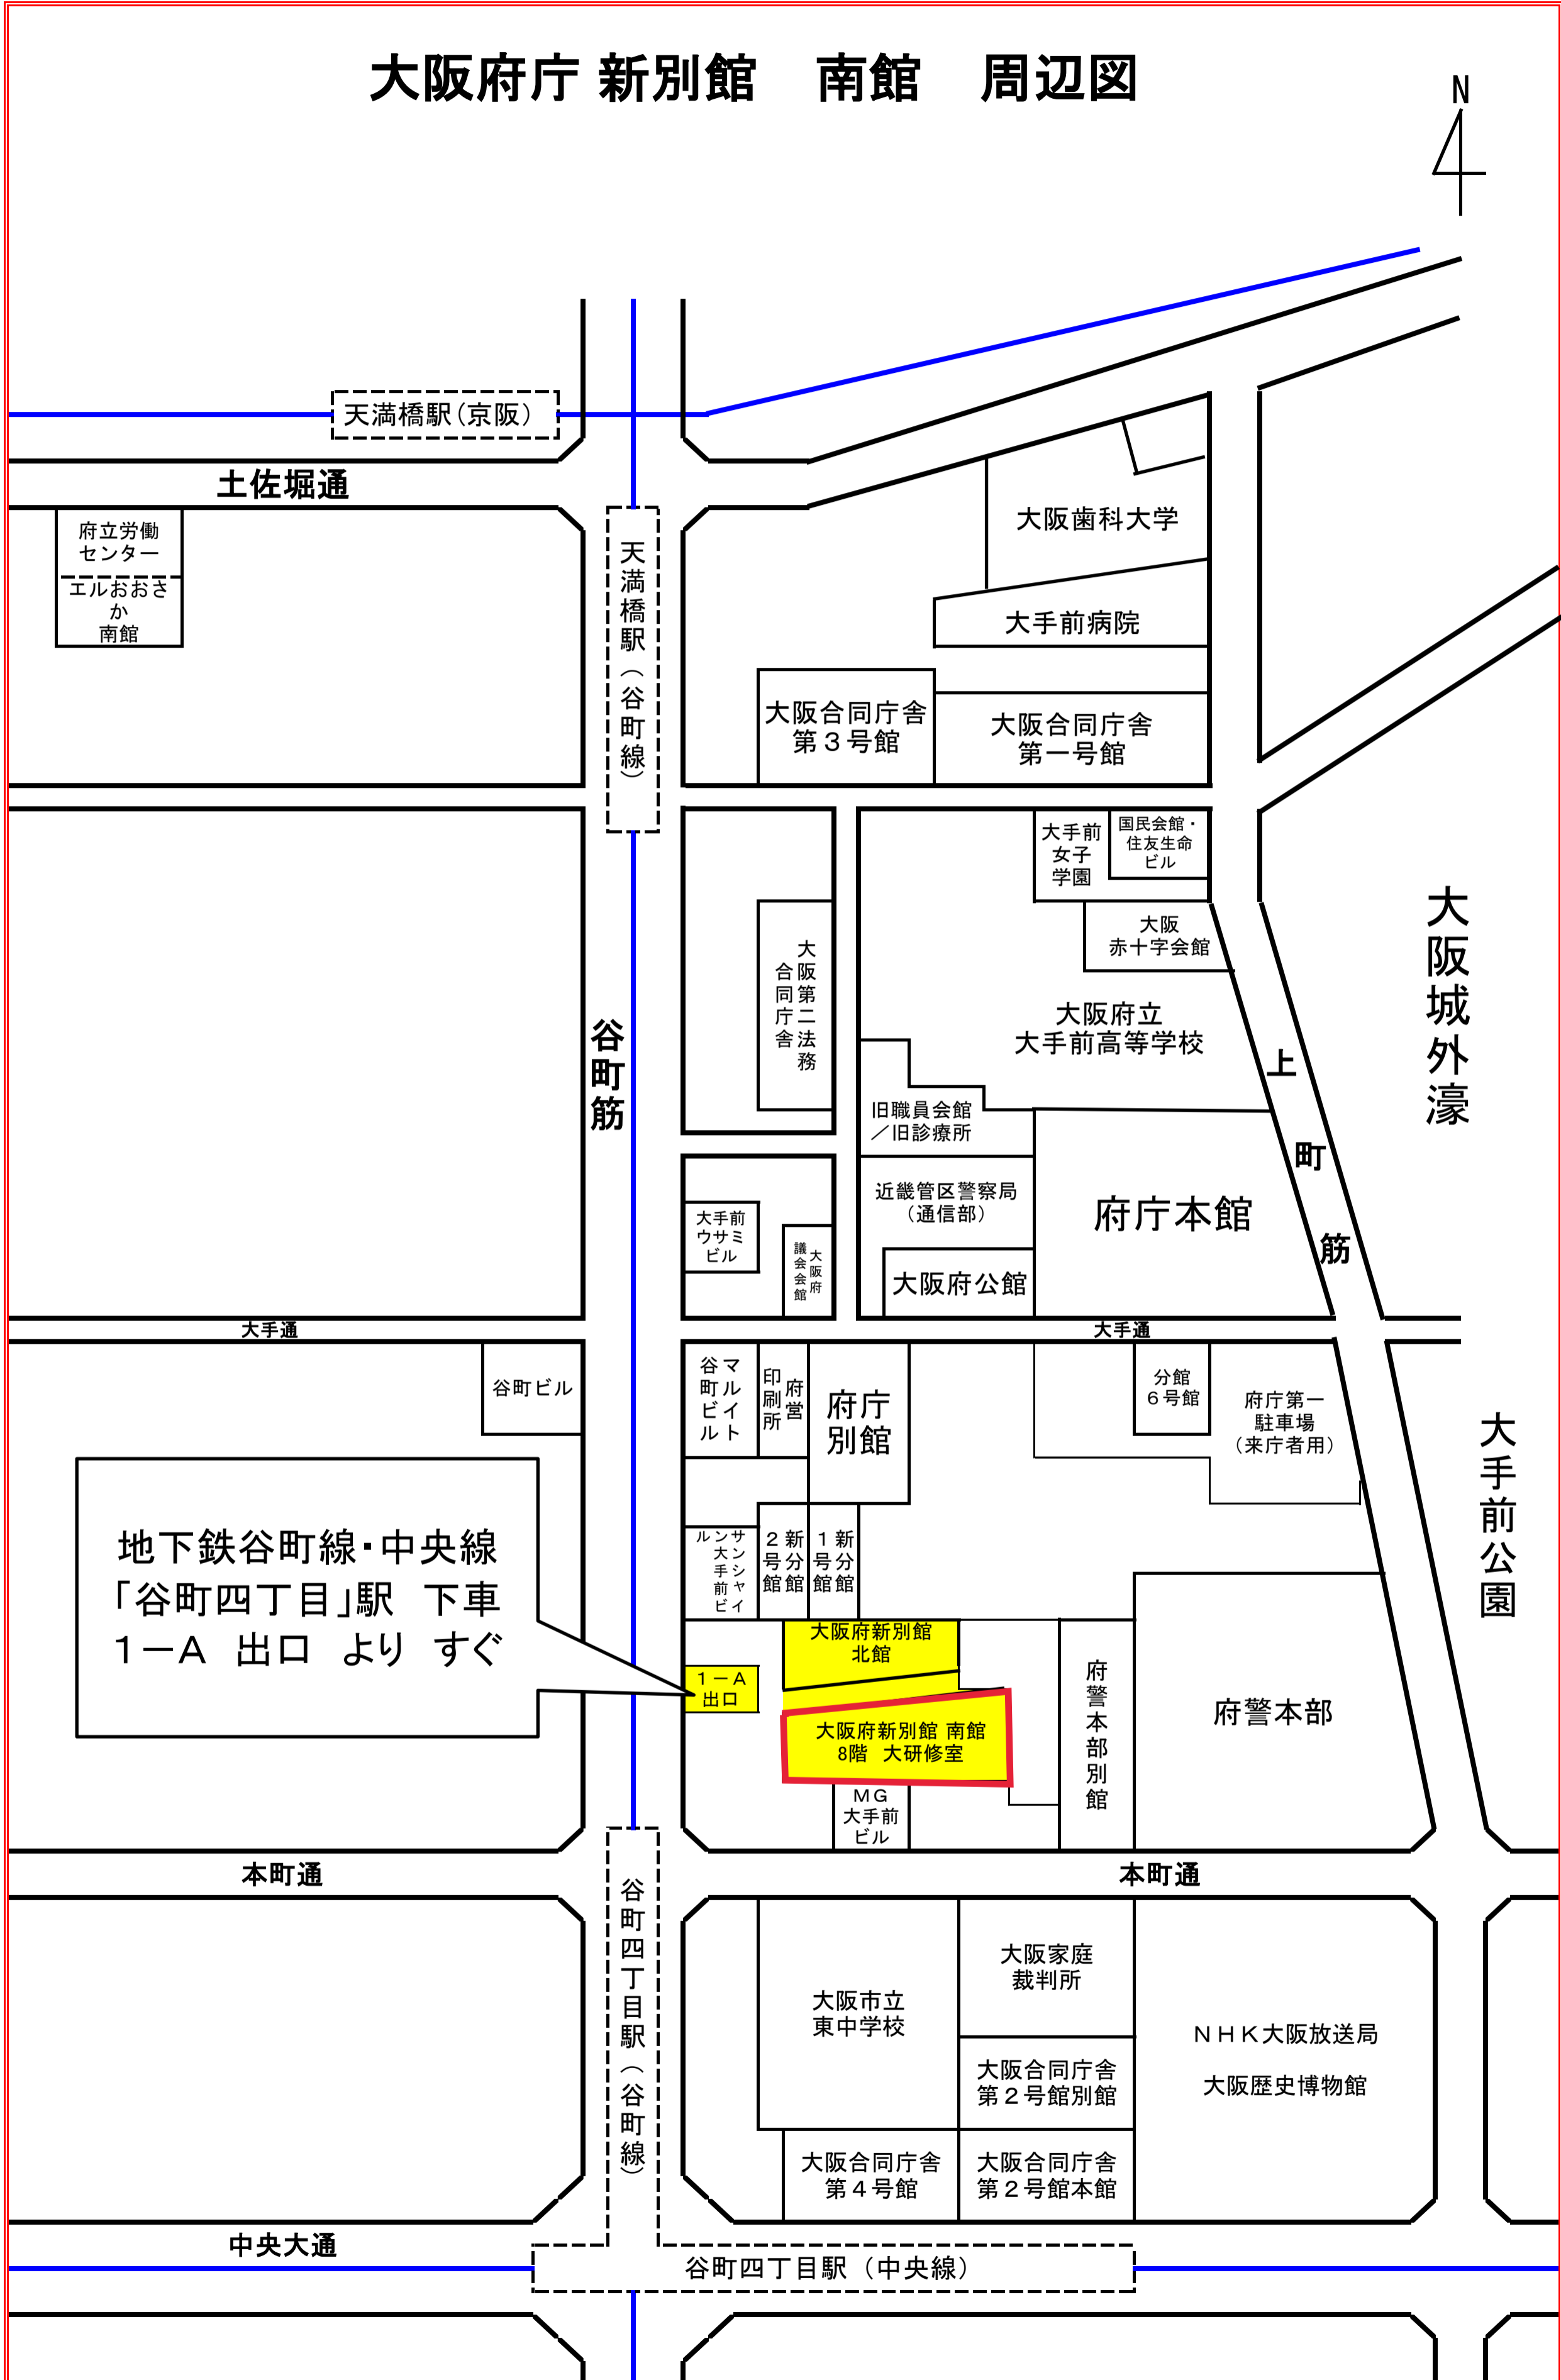 大阪府庁 新別館　南館　周辺図
N
天満橋駅(京阪)
土佐堀通
府立労働
センター
エルおおさ
か
南館
天満橋駅(谷町線)
大阪歯科大学
大手前病院
大阪合同庁舎
第３号館
大阪合同庁舎
第一号館
大手前
女子
学園
国民会館・
住友生命
ビル
大阪
赤十字会館
大阪第二法務
合同庁舎
大阪府立
大手前高等学校
谷町筋
上町筋
大阪城外濠
旧職員会館
／旧診療所
近畿管区警察局
（通信部）
府庁本館
大手前
ウサミ
ビル
大阪府
議会会館
大阪府公館
大手通
大手通
谷町ビル
マルイト
谷町ビル
府営
印刷所
府庁
別館
分館
６号館
府庁第一
駐車場
（来庁者用）
大手前公園
地下鉄谷町線・中央線
「谷町四丁目」駅　下車
１－Ａ　出口　より　すぐ
サンシャイ
ン大手前ビ
ル
新分館
２号館
新分館
１号館
大阪府新別館
北館
１－Ａ
出口
大阪府新別館 南館
8階　大研修室
府警本部別館
府警本部
ＭＧ
大手前
ビル
本町通
本町通
谷町四丁目駅(谷町線)
大阪市立
東中学校
大阪家庭
裁判所
ＮＨＫ大阪放送局
大阪歴史博物館
大阪合同庁舎
第２号館別館
大阪合同庁舎
第４号館
大阪合同庁舎
第２号館本館
中央大通
谷町四丁目駅（中央線）